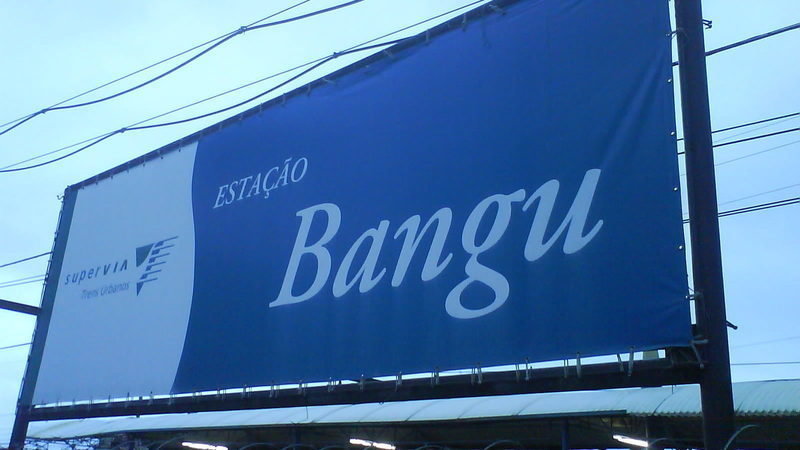 ESTAÇÃO
Bangu
superVIA
Trens Urbanos